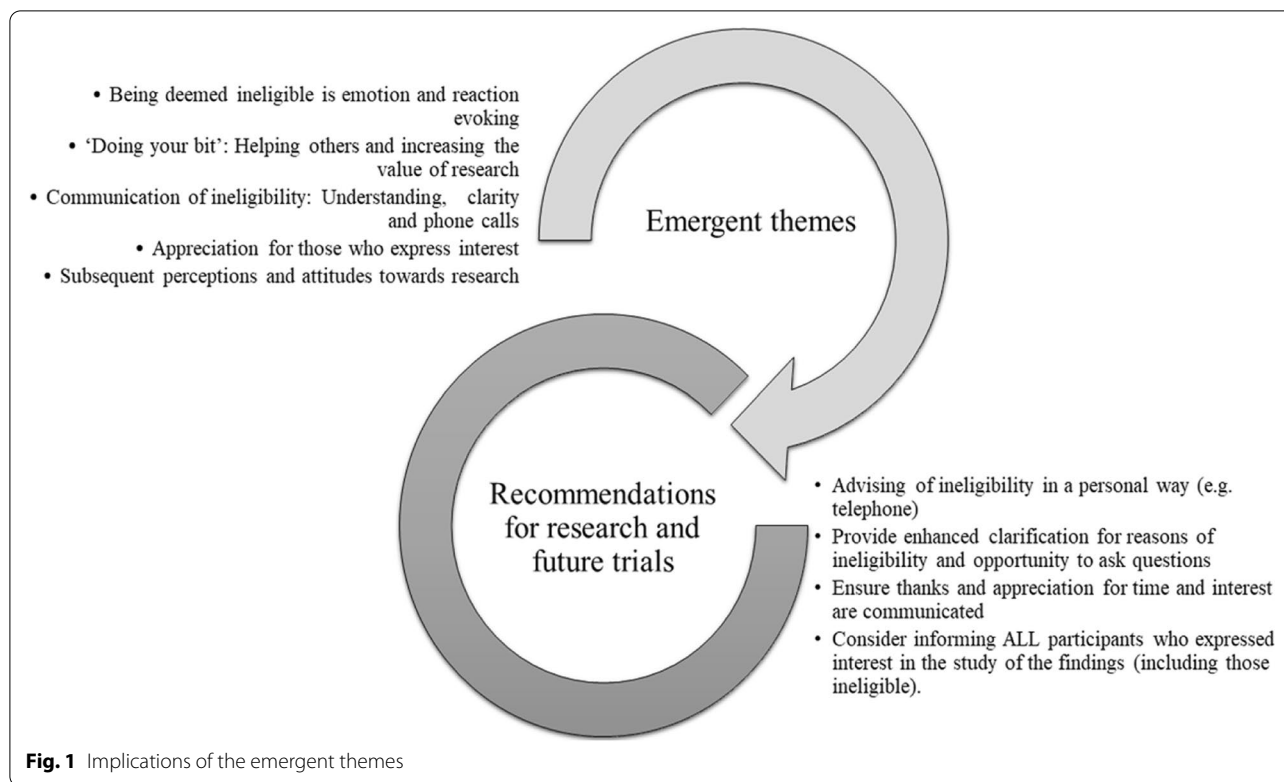 • Being deemed ineligible is emotion and reaction
evoking
• ‘Doing your bit’: Helping others and increasing the
value of research
• Communication of ineligibility: Understanding, clarity
and phone calls
• Appreciation for those who express interest
• Subsequent perceptions and attitudes towards research
Emergent themes
Recommendations
for research and
future trials
• Advising of ineligibility in a personal way (e.g.
telephone)
• Provide enhanced clarification for reasons of
ineligibility and opportunity to ask questions
• Ensure thanks and appreciation for time and interest
are communicated
• Consider informing ALL participants who expressed
interest in the study of the findings (including those
ineligible).
Fig. 1 Implications of the emergent themes